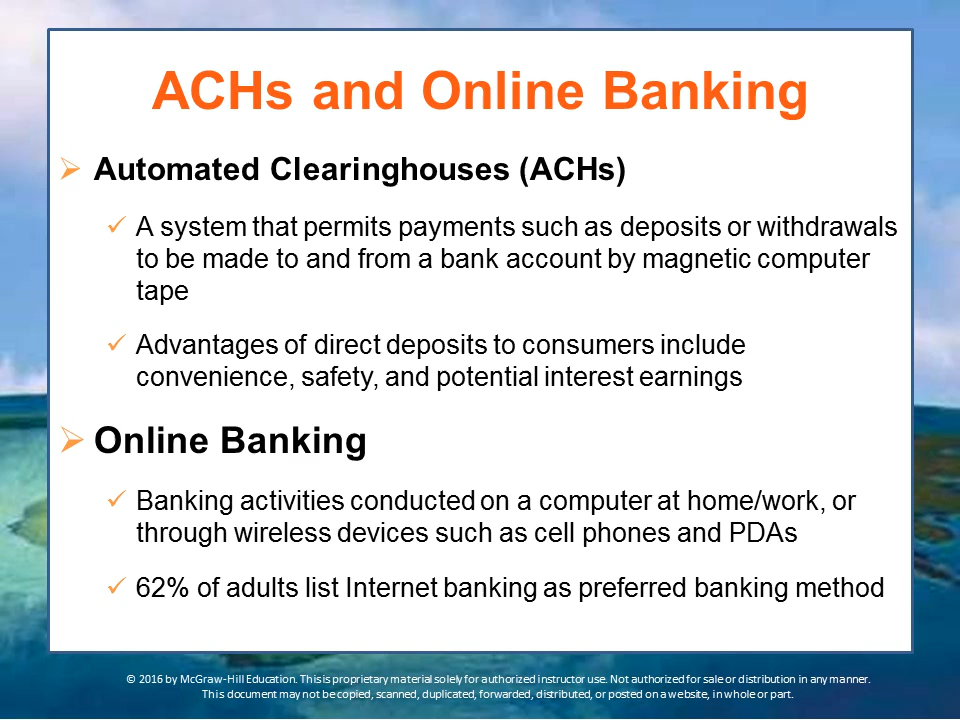 ACHs and Online Banking
Automated Clearinghouses (ACHs)
A system that permits payments such as deposits or withdrawals
to be made to and from a bank account by magnetic computer
tape
Advantages of direct deposits to consumers include
convenience, safety, and potential interest earnings
Online Banking
Banking activities conducted on a computer at home/work, or
through wireless devices such as cell phones and PDAs
62% of adults list Internet banking as preferred banking method
© 2016 by McGraw-Hill Education. This is proprietary material solely for authorized instructor use. Not authorized for sale or distribution in any manner.
This document may not be copied, scanned, duplicated, forwarded, distributed, or posted on a website, in whole or part.